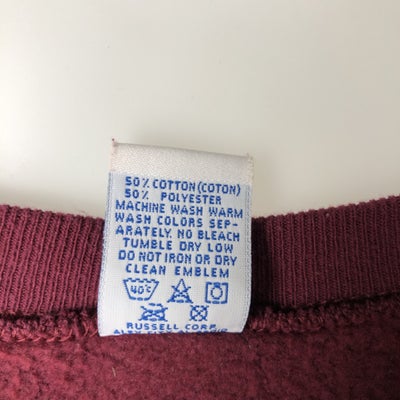 50% COTTON (COTON)
50% POLYESTER
MACHINE WASH WARM
WASH COLORS SEP-
ARATELY. NO BLEACH
TUMBLE DRY LOW
DO NOT IRON OR DRY
CLEAN EMBLEM
40°C
RUSSELL CORP